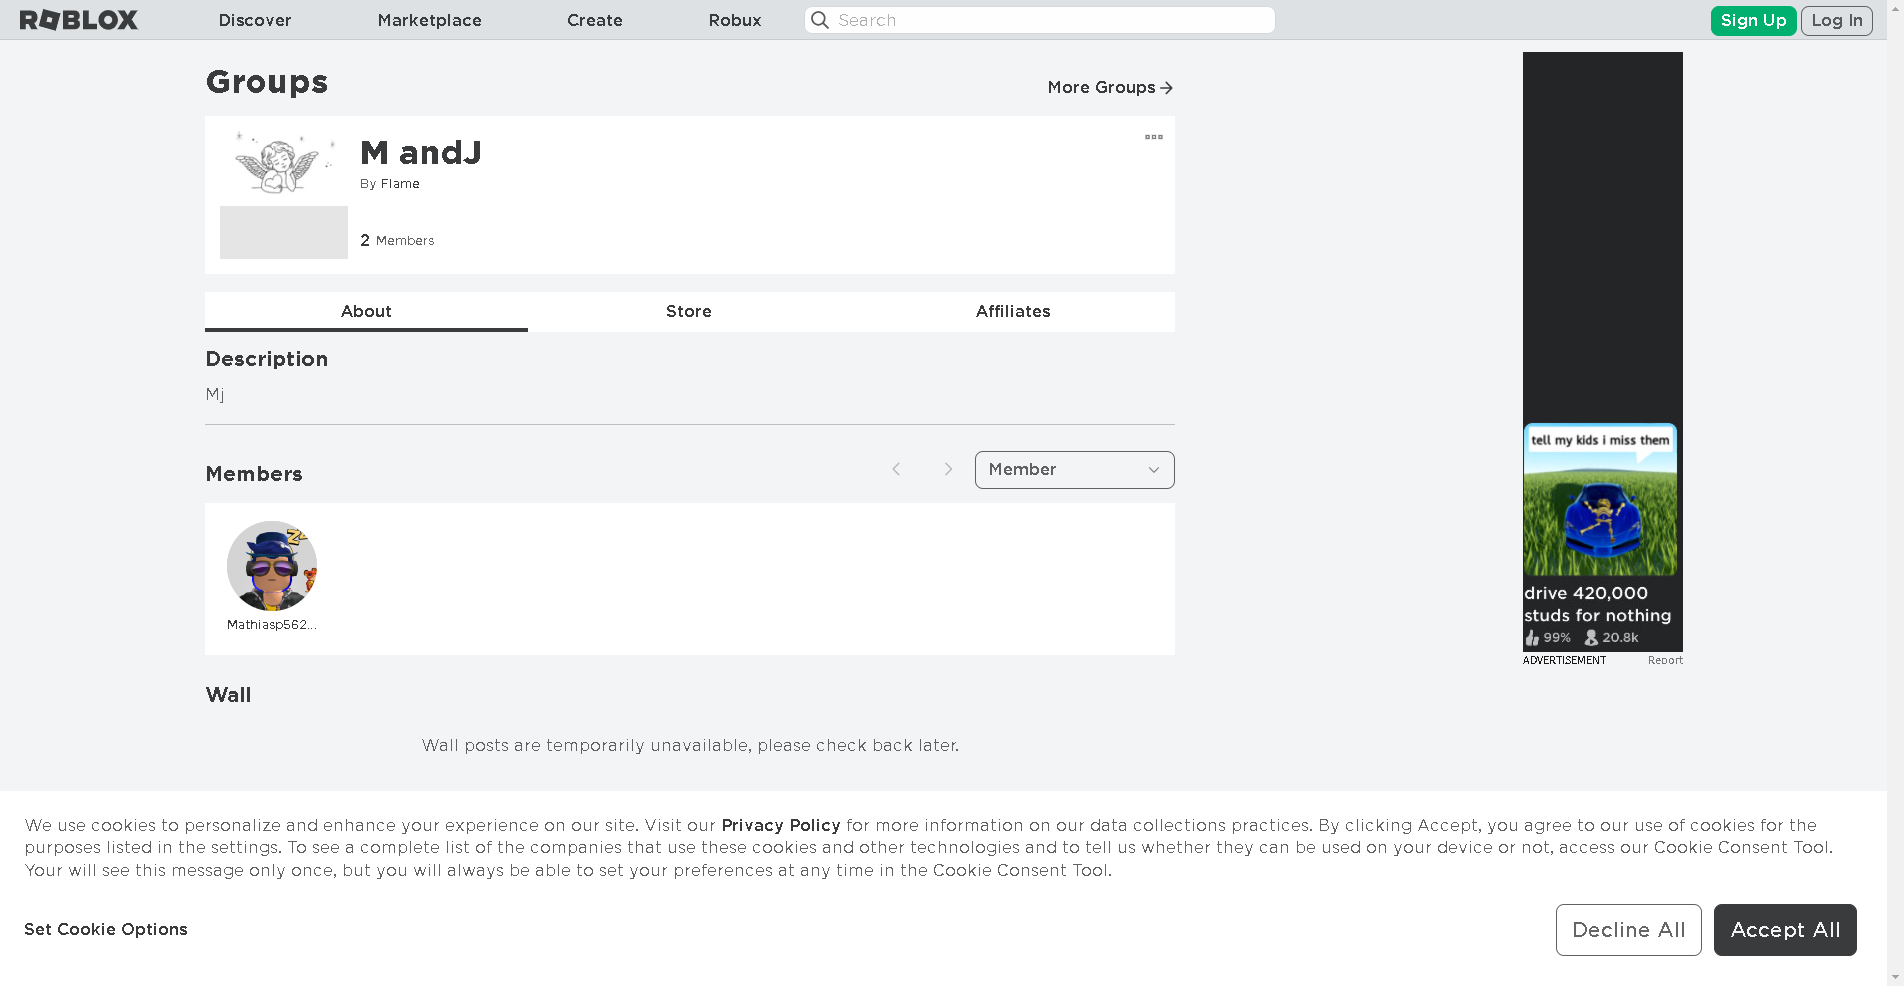 ROBLOX
Discover
Marketplace
Create
Robux
Search
Sign Up
Log In
Groups
More Groups
M andJ
By Flame
2 Members
About
Store
Affiliates
Description
Mj
Members
Member
Mathiasp562...
Wall
Wall posts are temporarily unavailable, please check back later.
tell my kids i miss them
drive 420,000
studs for nothing
99% 20.8k
ADVERTISEMENT
Report
We use cookies to personalize and enhance your experience on our site. Visit our Privacy Policy for more information on our data collections practices. By clicking Accept, you agree to our use of cookies for the
purposes listed in the settings. To see a complete list of the companies that use these cookies and other technologies and to tell us whether they can be used on your device or not, access our Cookie Consent Tool.
Your will see this message only once, but you will always be able to set your preferences at any time in the Cookie Consent Tool.
Set Cookie Options
Decline All
Accept All